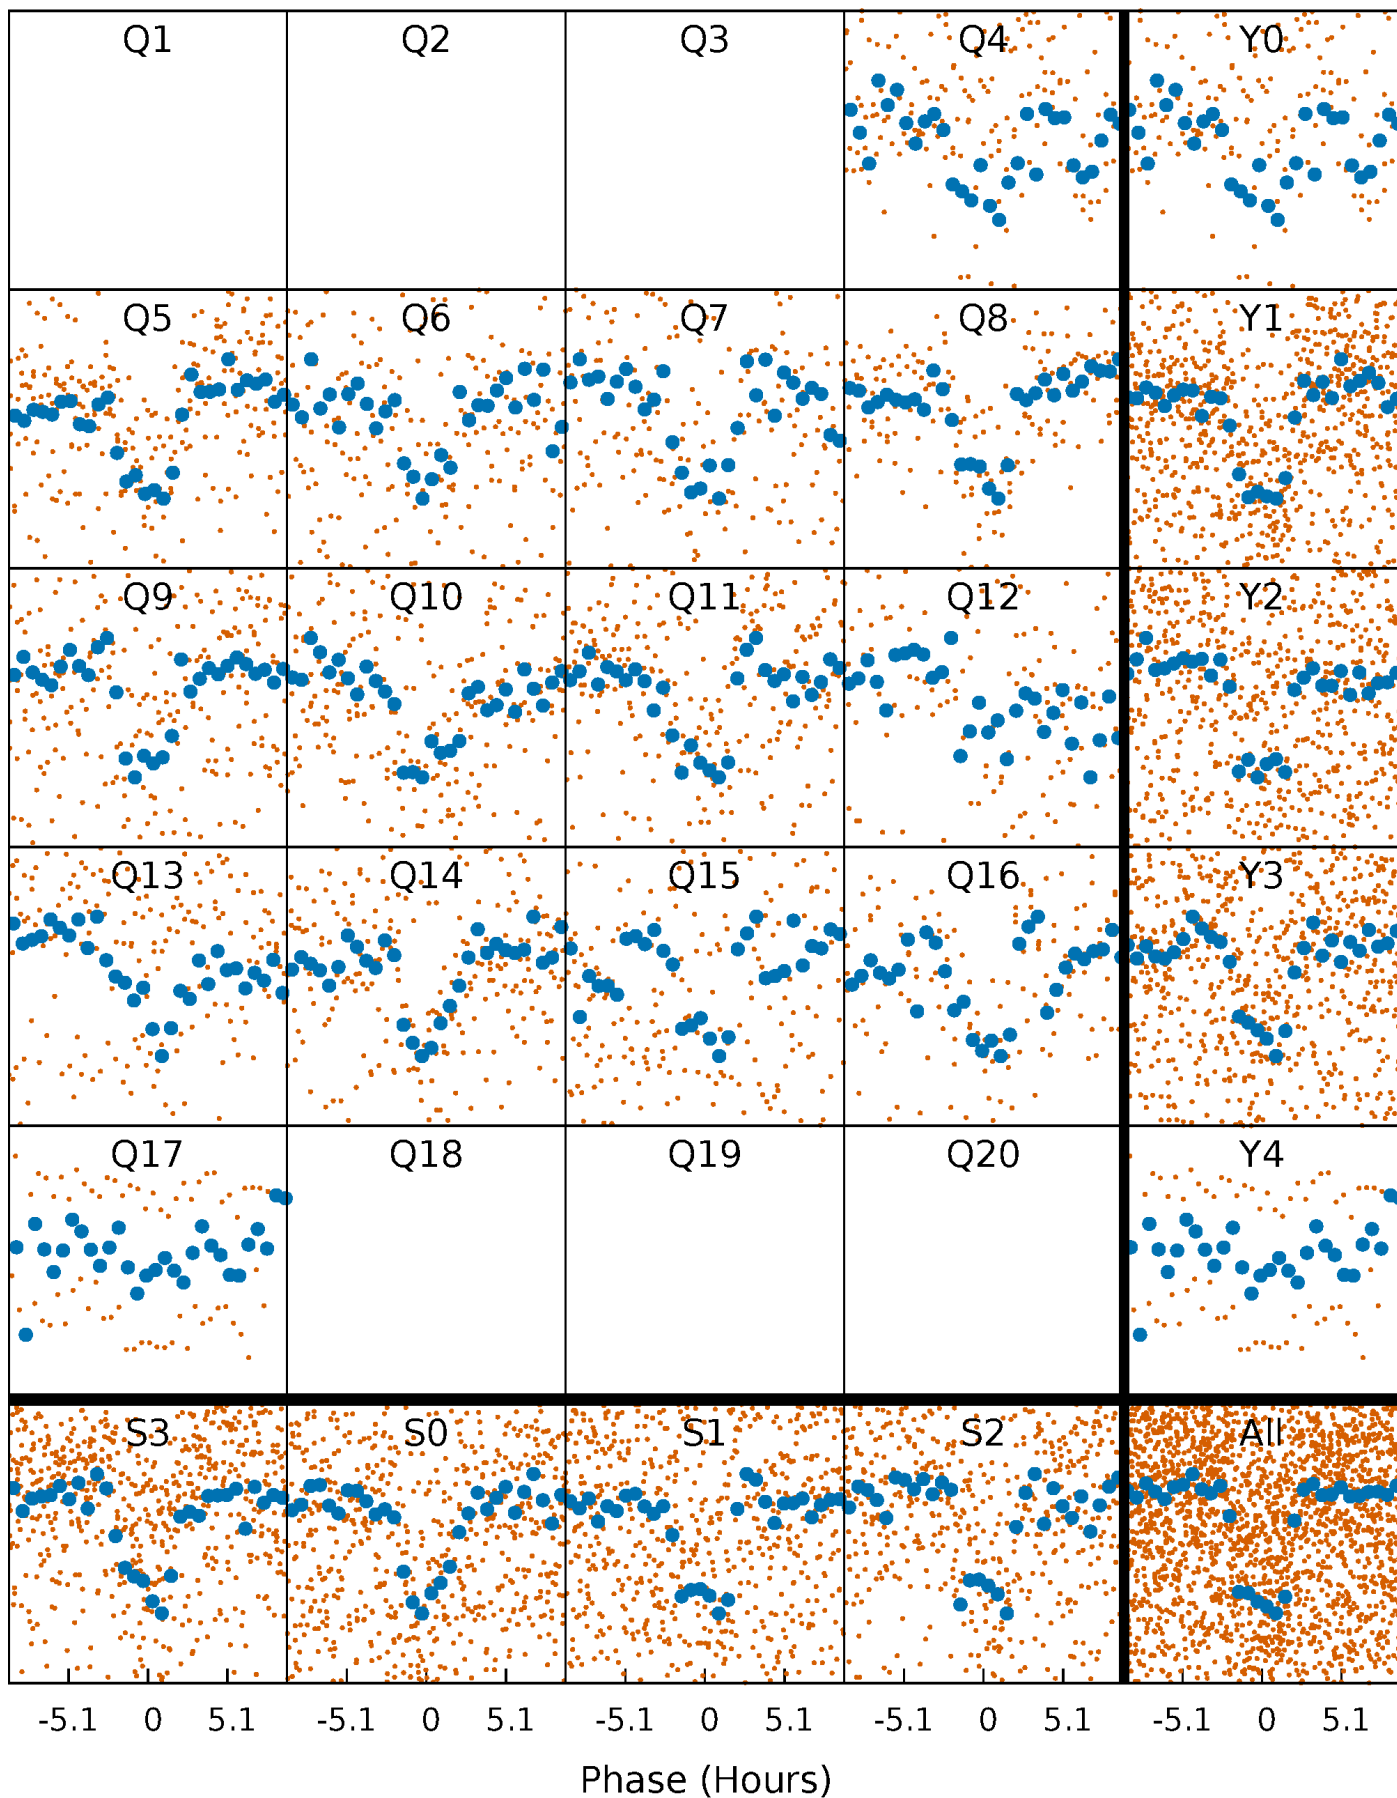 Q1 Q2 Q3 Q4 Y0
Q5 Q6 Q7 Q8 Y1
Q9 Q10 Q11 Q12 Y2
Q13 Q14 Q15 Q16 Y3
Q17 Q18 Q19 Q20 Y4
S3 S0 S1 S2 All
-5.1 0 5.1 -5.1 0 5.1 -5.1 0 5.1 -5.1 0 5.1 -5.1 0 5.1
Phase (Hours)